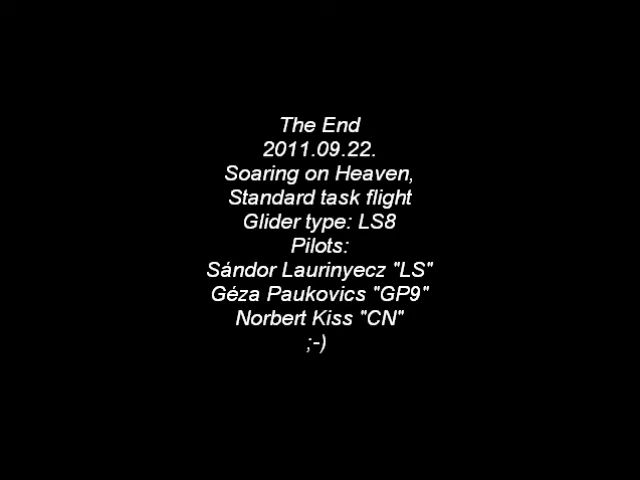 The End
2011.09.22.
Soaring on Heaven,
Standard task flight
Glider type: LS8
Pilots:
Sándor Laurinyecz "LS"
Géza Paukovics "GP9"
Norbert Kiss "CN"
;-)